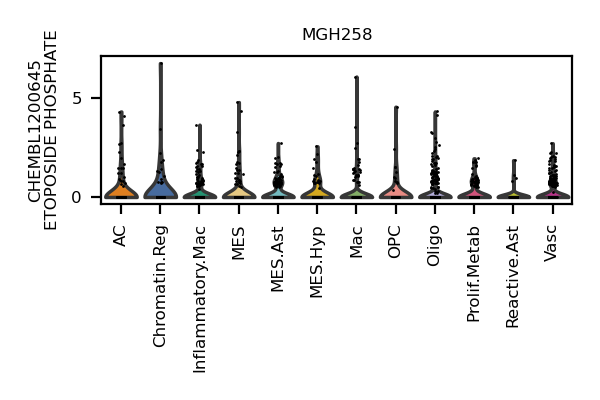 MGH258
CHEMBL1200645
ETOPOSIDE PHOSPHATE
5
0
AC
Chromatin.Reg
Inflammatory.Mac
MES
MES.Ast
MES.Hyp
Mac
OPC
Oligo
Prolif.Metab
Reactive.Ast
Vasc